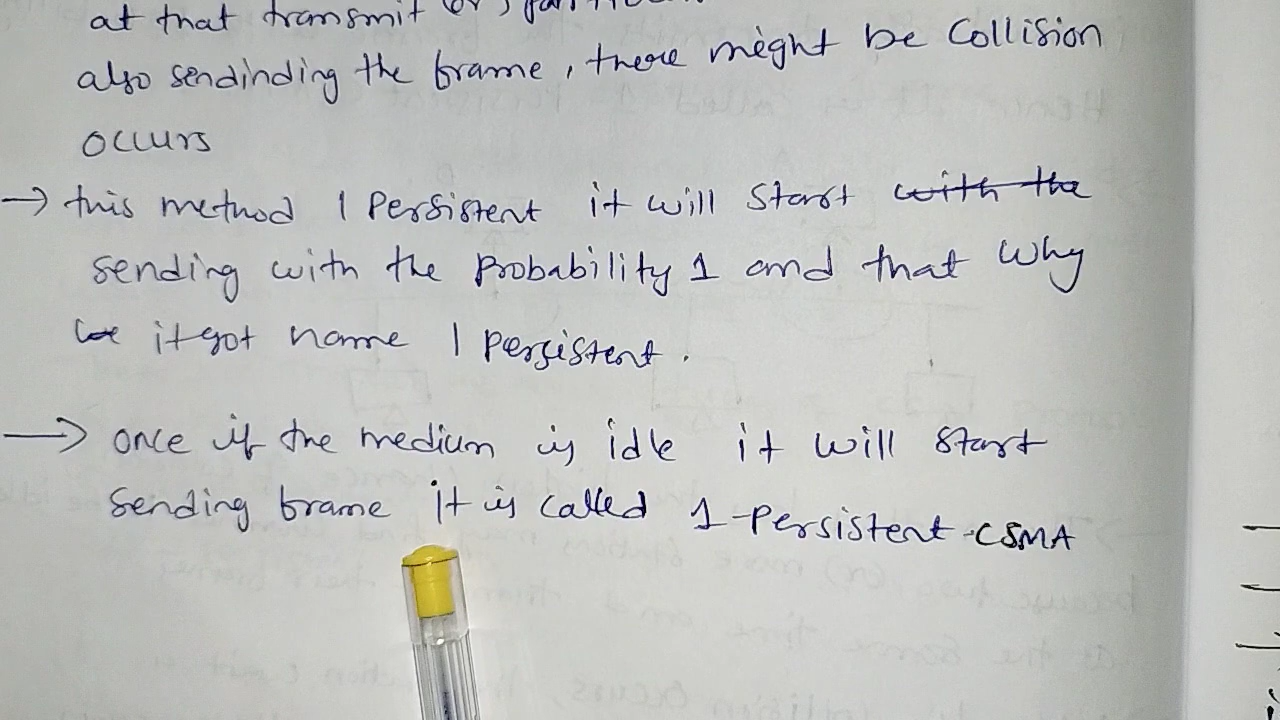 at that transmit (or)
also sendinding the frame, there might be Collision
occurs
→ this method 1 Persistent it will Start with the
sending with the Probability 1 and that why
it got name 1 Persistent.
→ once if the medium is idle it will start
Sending frame it is called 1-Persistent-CSMA